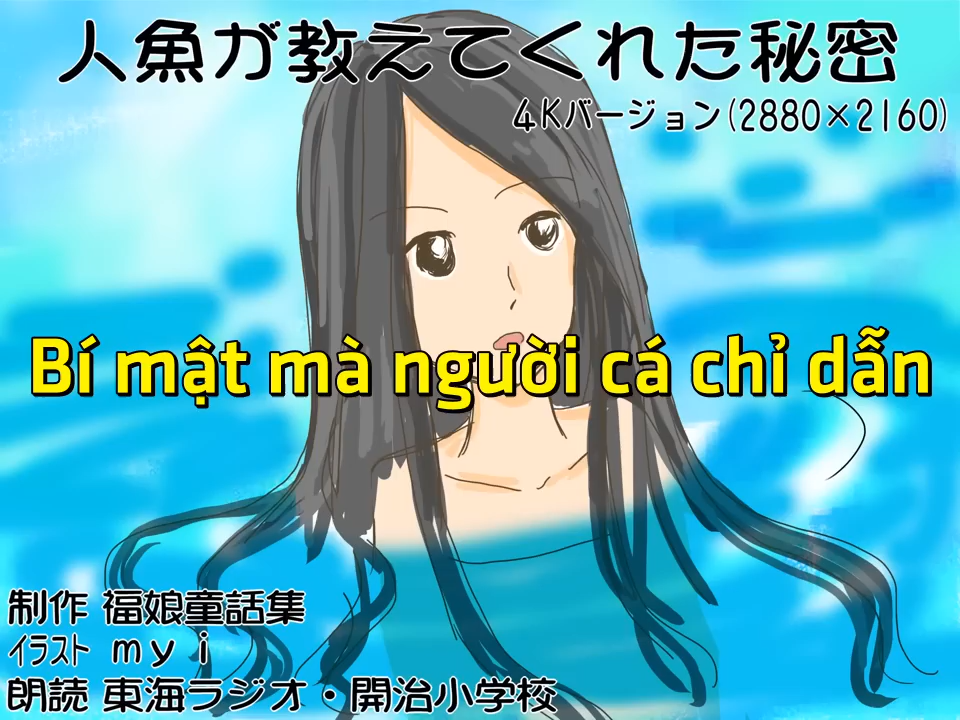 人魚が教えてくれた秘密
4Kバージョン(2880×2160)
Bí mật mà người cá chỉ dẫn
制作 福娘童話集
イラスト myi
朗読 東海ラジオ・開治小学校